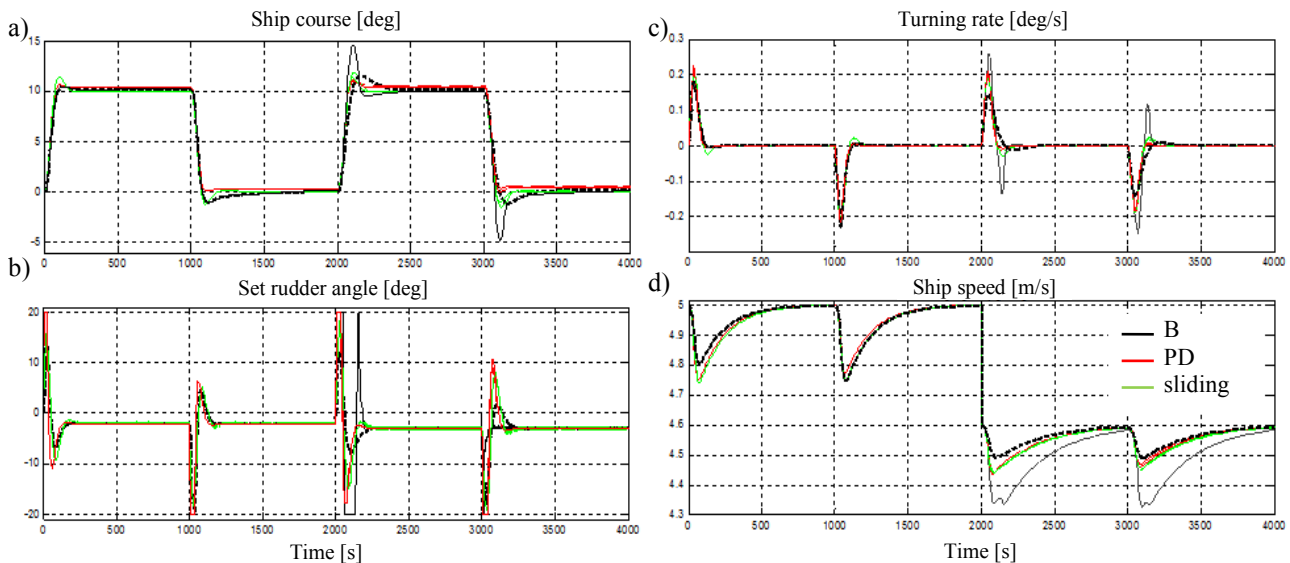 a)
Ship course [deg]
15
10
5
0
-5
0 500 1000 1500 2000 2500 3000 3500 4000
b)
Set rudder angle [deg]
20
10
0
-10
-20
0 500 1000 1500 2000 2500 3000 3500 4000
Time [s]
c)
Turning rate [deg/s]
0.3
0.2
0.1
0
-0.1
-0.2
0 500 1000 1500 2000 2500 3000 3500 4000
d)
Ship speed [m/s]
5
4.9
4.8
4.7
4.6
4.5
4.4
4.3
B
PD
sliding
0 500 1000 1500 2000 2500 3000 3500 4000
Time [s]